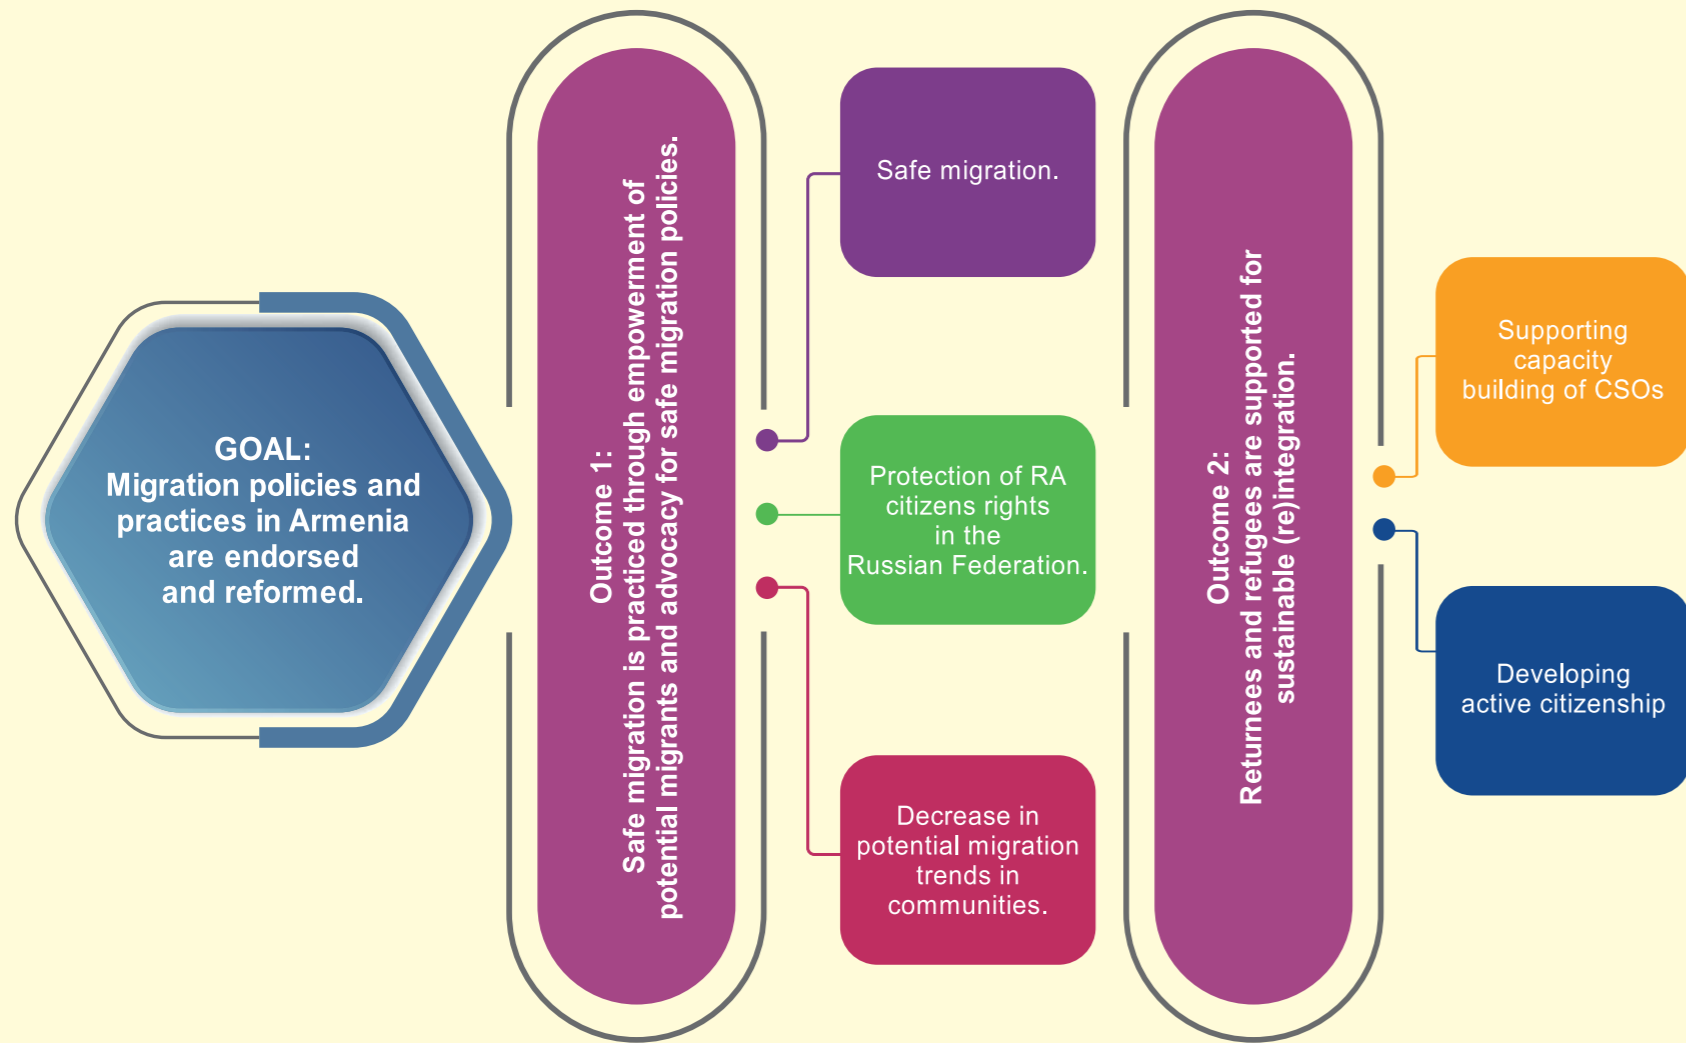 GOAL:
Migration policies and
practices in Armenia
are endorsed
and reformed.
Outcome 1:
Safe migration is practiced through empowerment of
potential migrants and advocacy for safe migration policies.
Safe migration.
Protection of RA
citizens rights
in the
Russian Federation.
Decrease in
potential migration
trends in
communities.
Outcome 2:
Returnees and refugees are supported for
sustainable (re)integration.
Supporting
capacity
building of CSOs
Developing
active citizenship